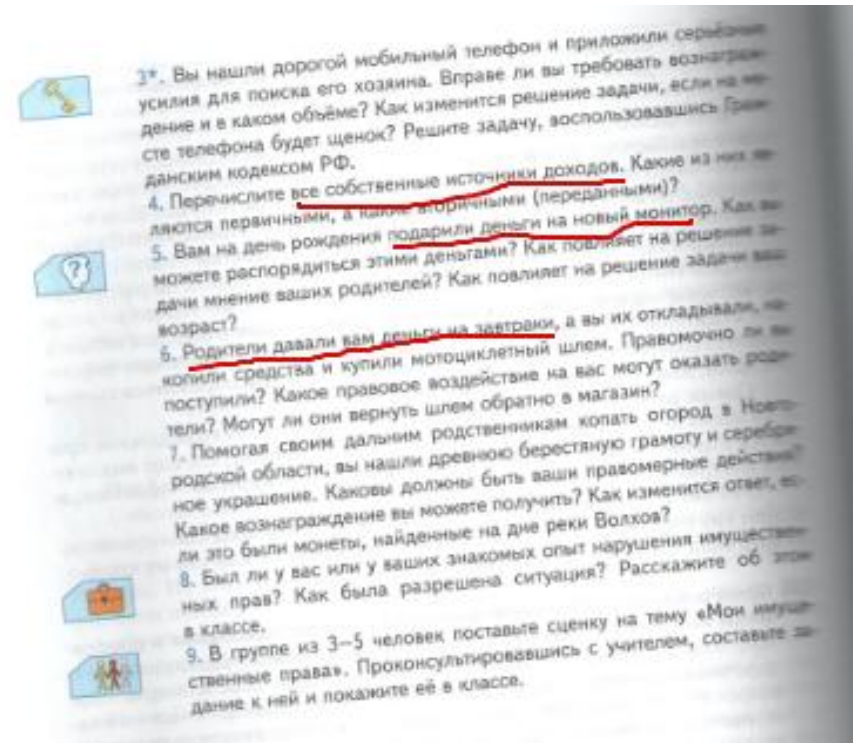 3*. Вы нашли дорогой мобильный телефон и приложили серьёзные
усилия для поиска его хозяина. Вправе ли вы требовать вознаграж-
дение и в каком объёме? Как изменится решение задачи, если на ме-
сте телефона будет щенок? Решите задачу, воспользовавшись Граж-
данским кодексом РФ.
4. Перечислите все собственные источники доходов. Какие из них яв-
ляются первичными, а какие вторичными (переданными)?
5. Вам на день рождения подарили деньги на новый монитор. Как вы
можете распорядиться этими деньгами? Как повлияет на решение за-
дачи мнение ваших родителей? Как повлияет на решение задачи ваш
возраст?
6. Родители давали вам деньги на завтраки, а вы их откладывали, на-
копили средства и купили мотоциклетный шлем. Правомочно ли вы
поступили? Какое правовое воздействие на вас могут оказать роди-
тели? Могут ли они вернуть шлем обратно в магазин?
7. Помогая своим дальним родственникам копать огород в Новго-
родской области, вы нашли древнюю берестяную грамоту и серебря-
ное украшение. Каковы должны быть ваши правомерные действия?
Какое вознаграждение вы можете получить? Как изменится ответ, ес-
ли это были монеты, найденные на дне реки Волхов?
8. Был ли у вас или у ваших знакомых опыт нарушения имуществен-
ных прав? Как была разрешена ситуация? Расскажите об этом
в классе.
9. В группе из 3–5 человек поставьте сценку на тему «Мои имуще-
ственные права». Проконсультировавшись с учителем, составьте за-
дание к ней и покажите её в классе.